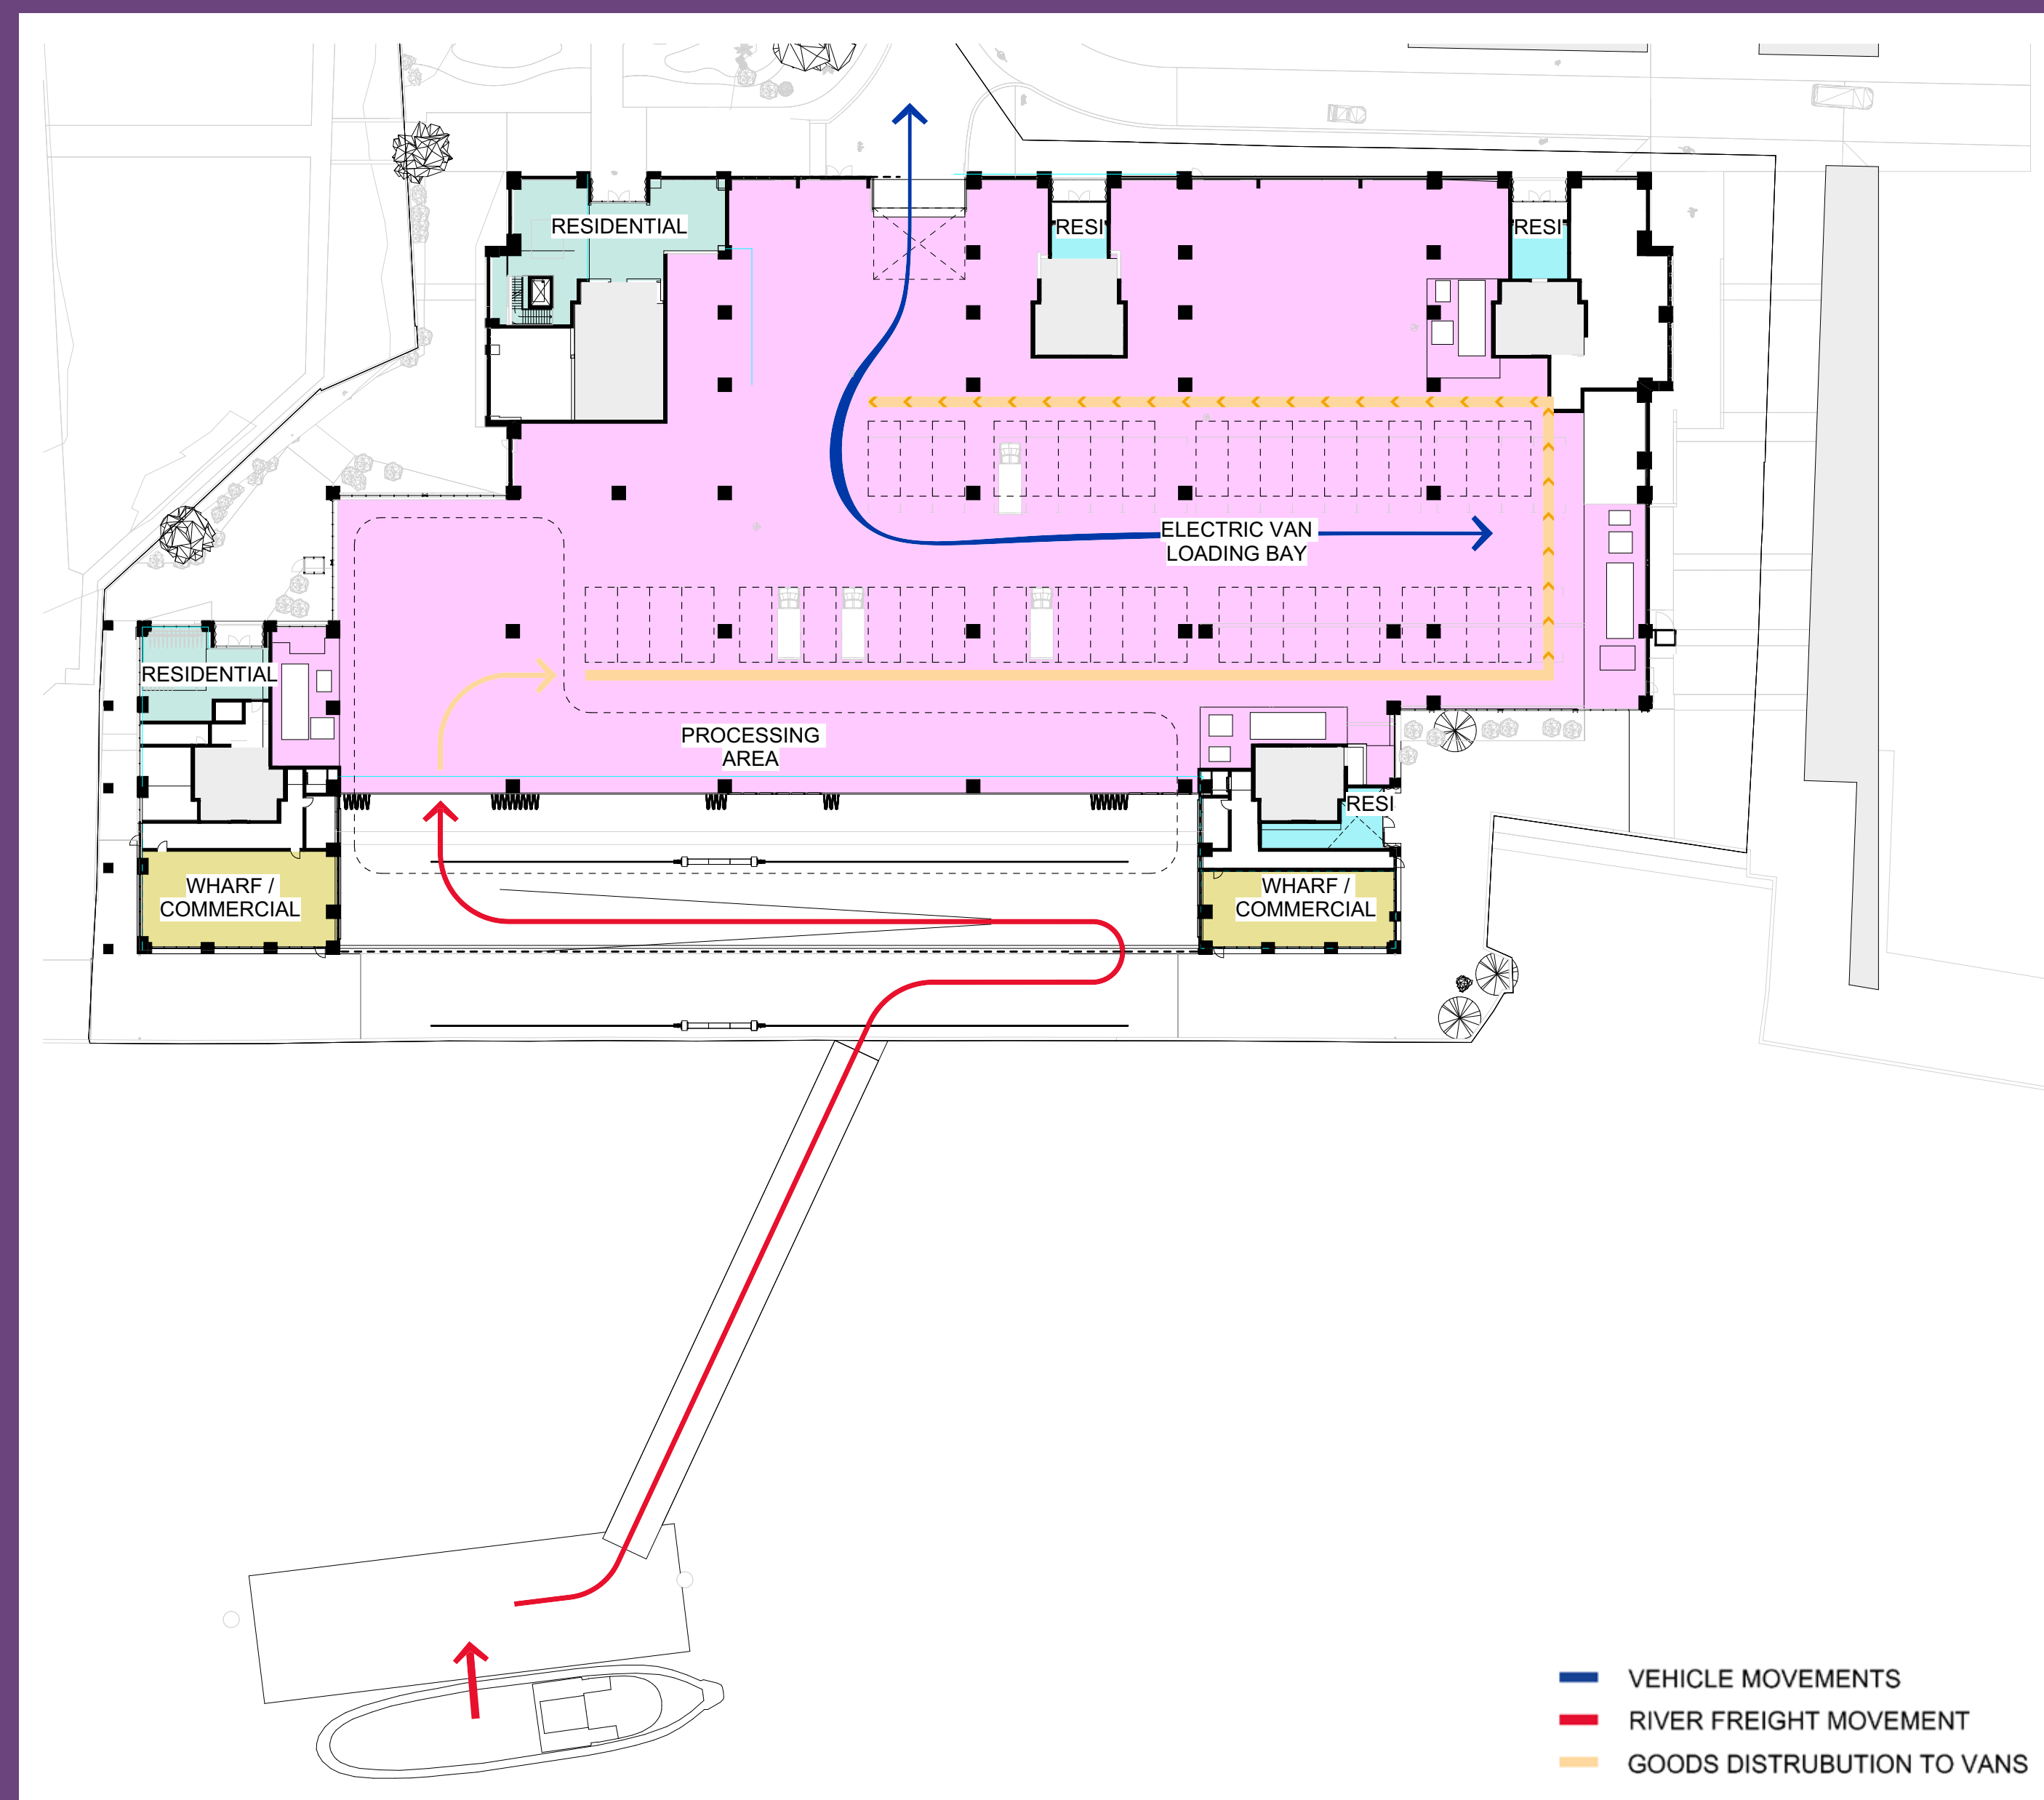 RESIDENTIAL
RESI
RESI
ELECTRIC VAN
LOADING BAY
RESIDENTIAL
PROCESSING
AREA
RESI
WHARF /
COMMERCIAL
WHARF /
COMMERCIAL
VEHICLE MOVEMENTS
RIVER FREIGHT MOVEMENT
GOODS DISTRUBUTION TO VANS